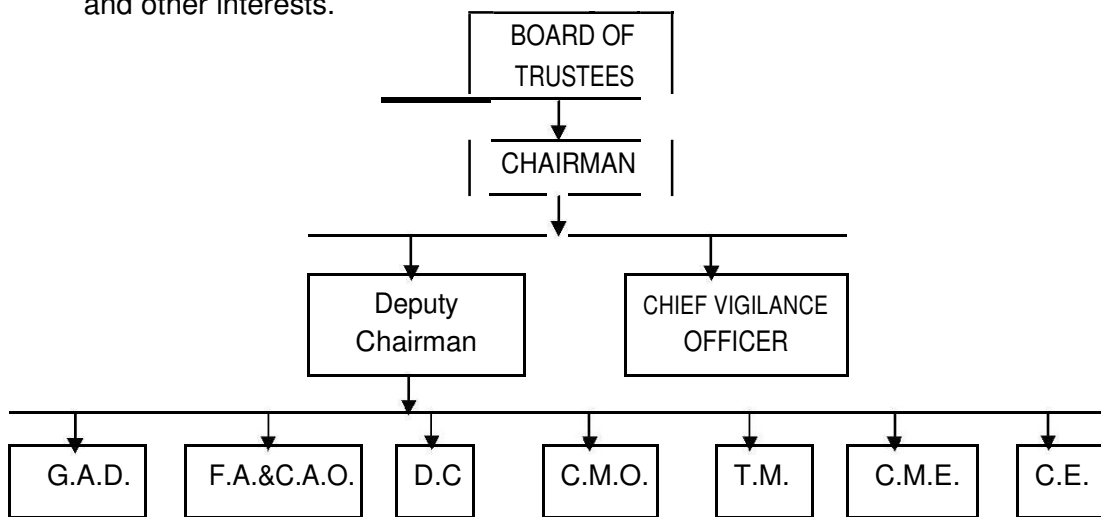 and other interests.
BOARD OF
TRUSTEES
CHAIRMAN
Deputy
Chairman
CHIEF VIGILANCE
OFFICER
G.A.D.
F.A.&C.A.O.
D.C
C.M.O.
T.M.
C.M.E.
C.E.